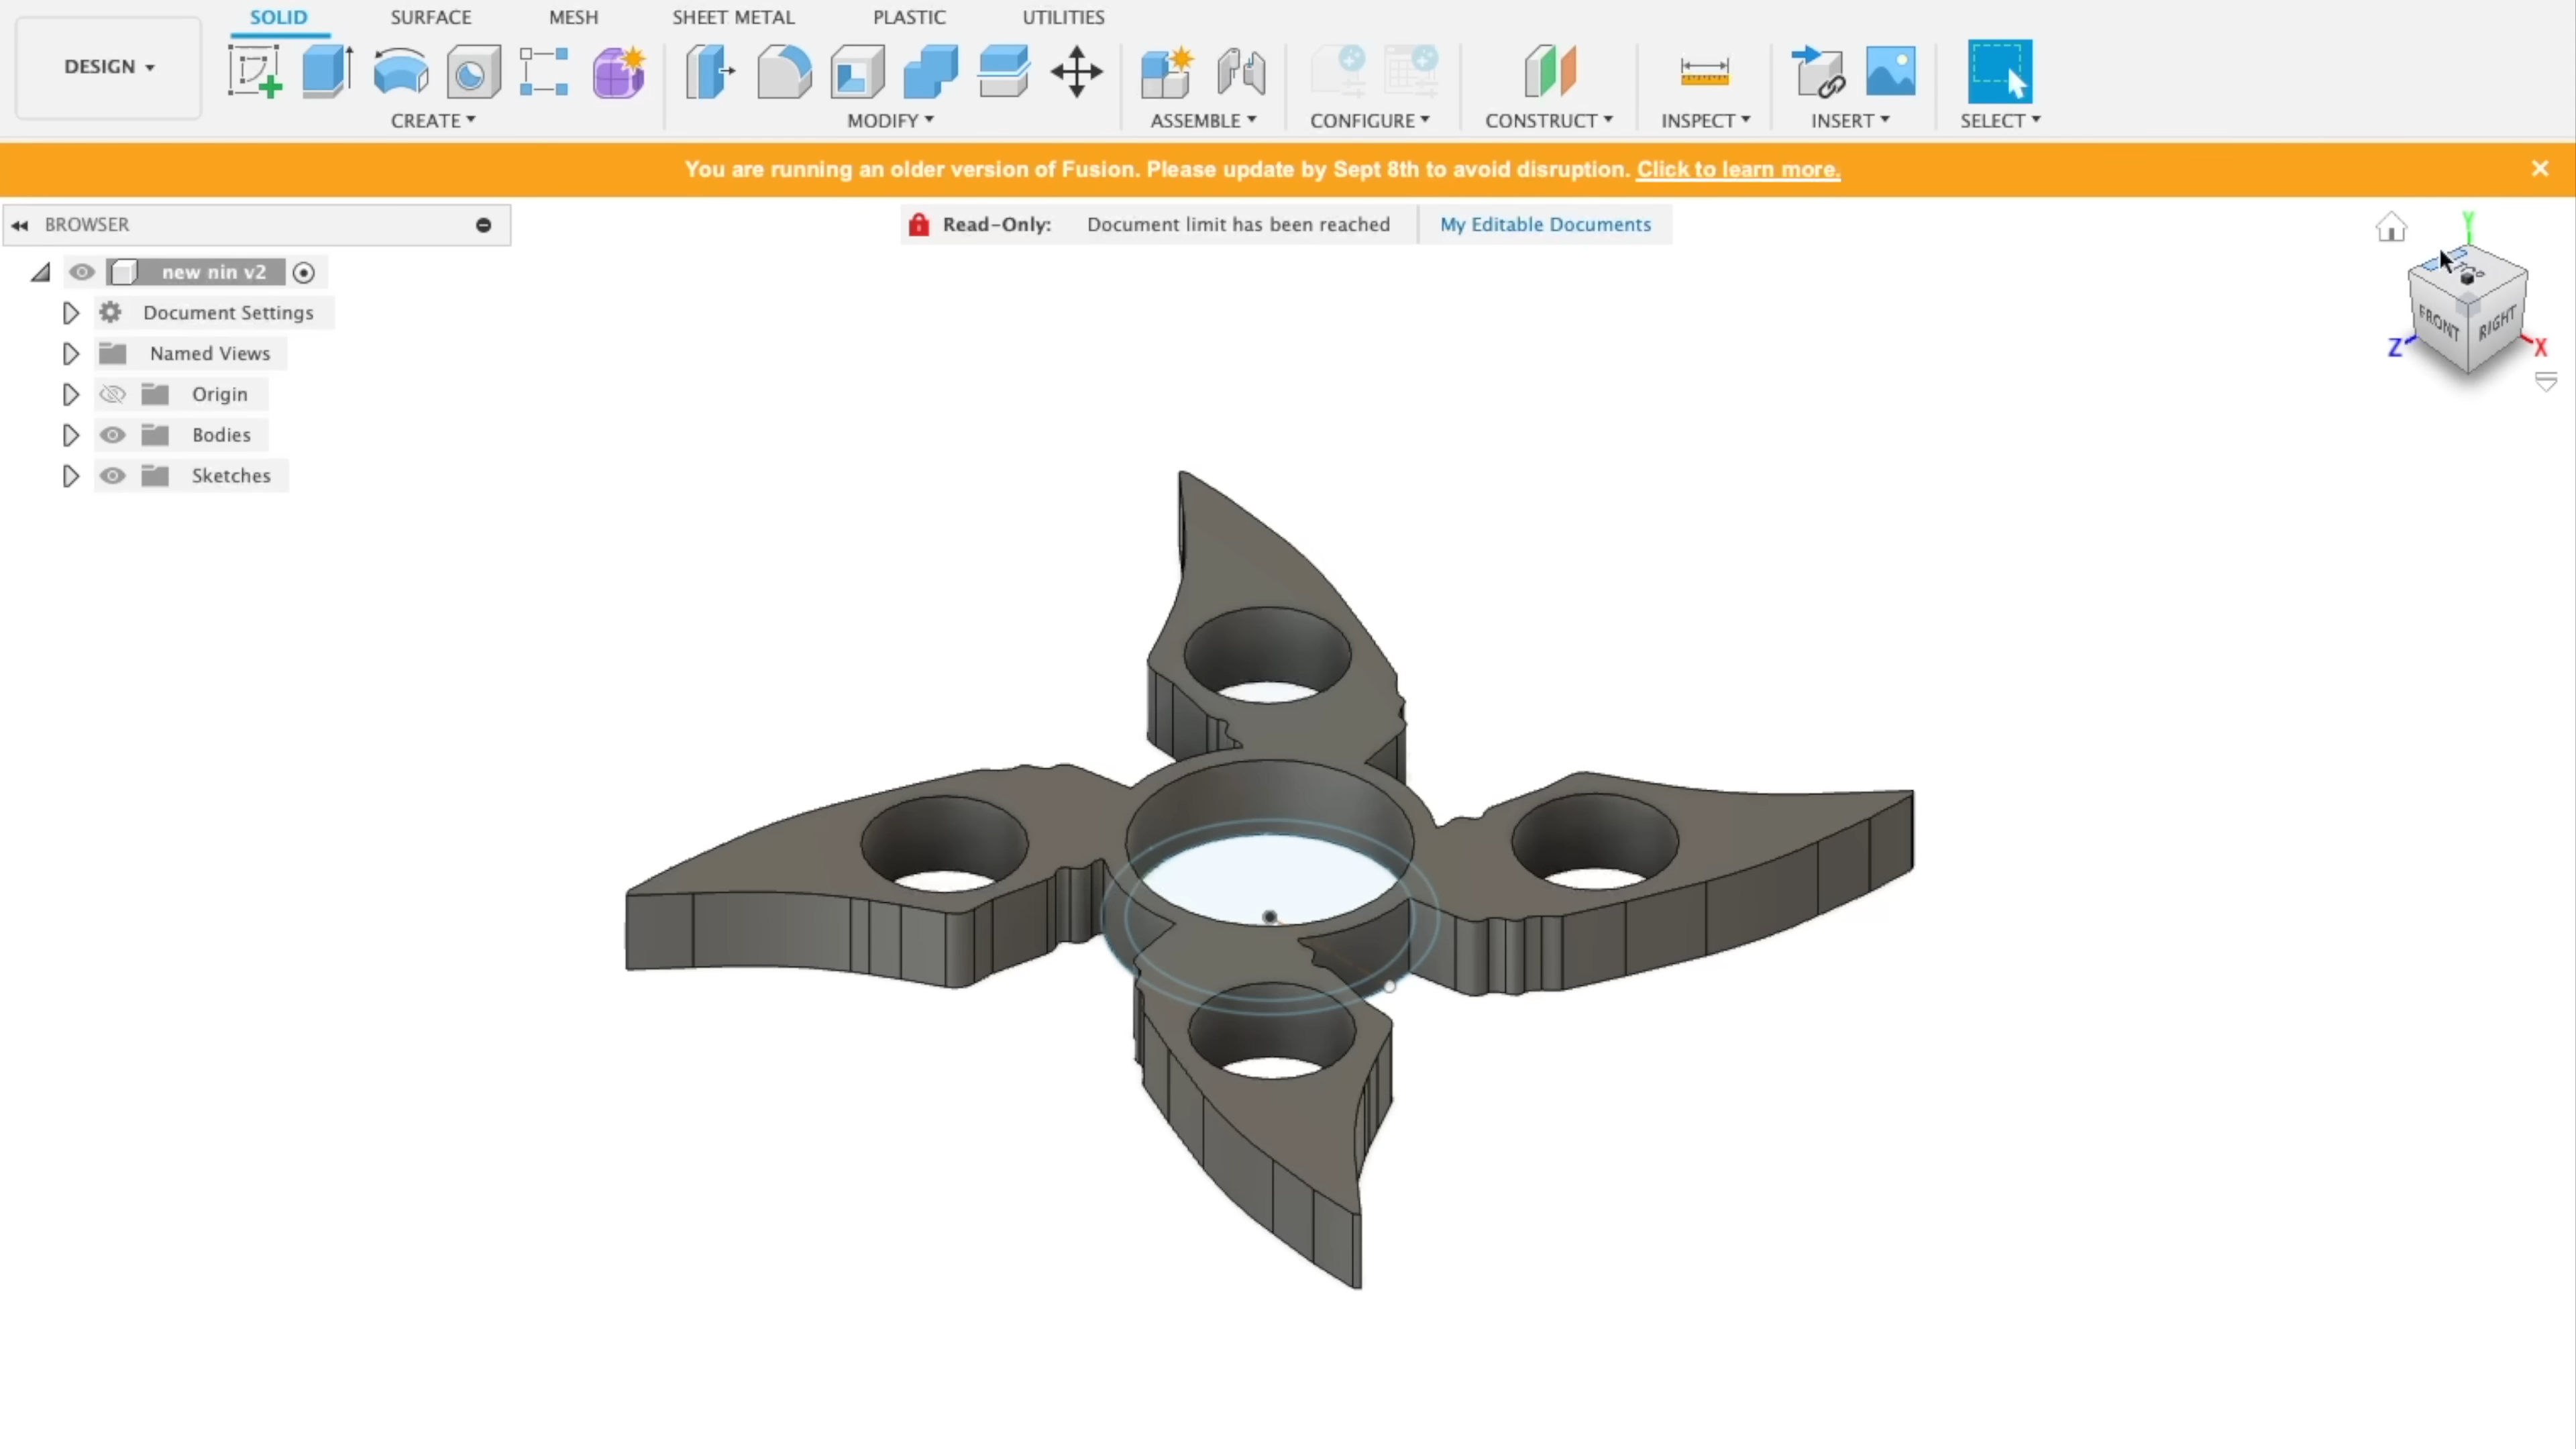 SOLID SURFACE MESH SHEET METAL PLASTIC UTILITIES
DESIGN
CREATE MODIFY ASSEMBLE CONFIGURE CONSTRUCT INSPECT INSERT SELECT
You are running an older version of Fusion. Please update by Sept 8th to avoid disruption. Click to learn more.
BROWSER
Read-Only: Document limit has been reached My Editable Documents
new nin v2
Document Settings
Named Views
Origin
Bodies
Sketches
Y
FRONT RIGHT
Z X